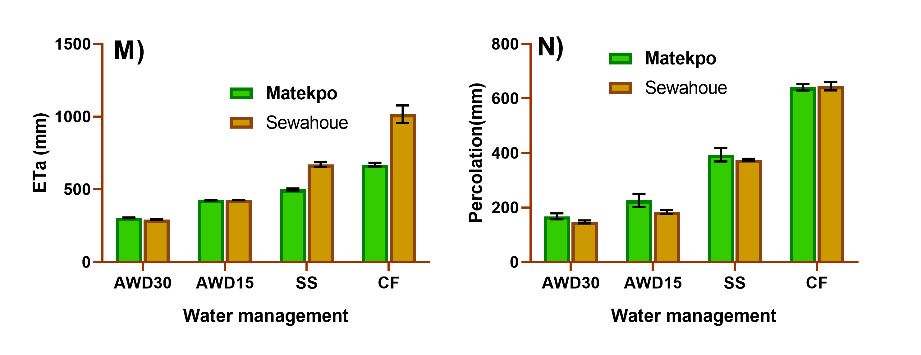 M)
ETa (mm)
1500
1000
500
0
Matekpo
Sewahoue
AWD30 AWD15 SS CF
Water management
N)
Percolation(mm)
800
600
400
200
0
Matekpo
Sewahoue
AWD30 AWD15 SS CF
Water management